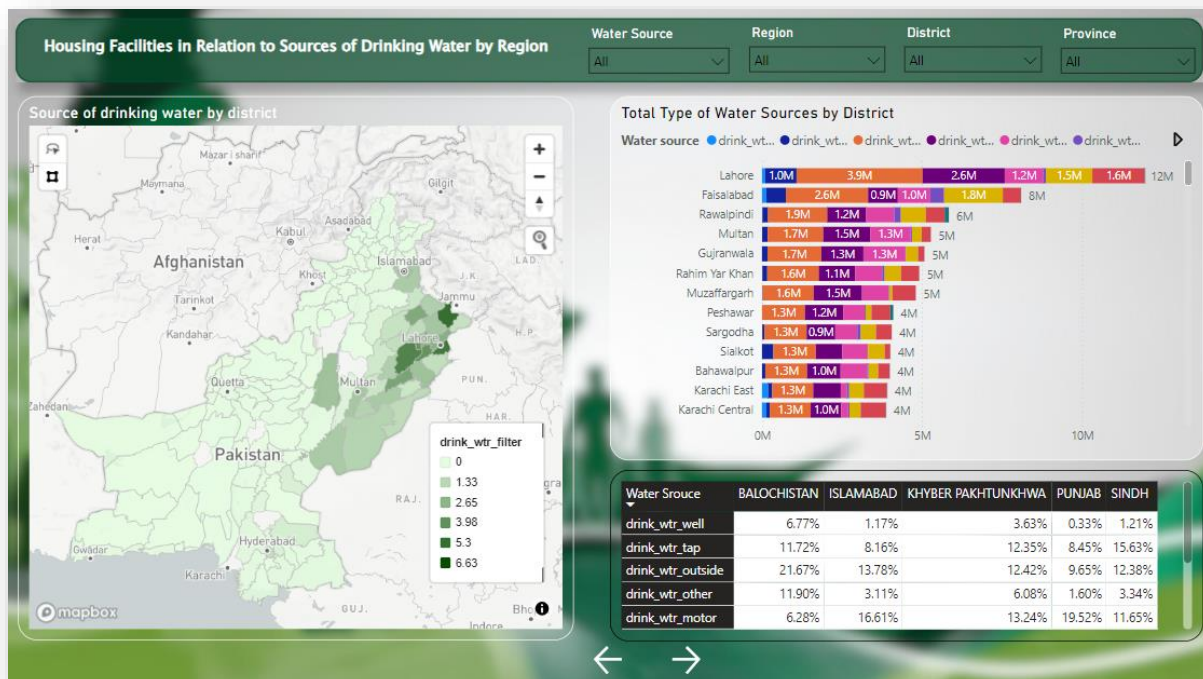 Housing Facilities in Relation to Sources of Drinking Water by Region
Water Source
All
Region
All
District
All
Province
All
Source of drinking water by district
Mazar i sharif
Maymana
Gilgit
Asadabad
Kabul
Herat
Afghanistan
Islamabad
J.K.
LAD.
Khost
Jammu
Tarinkot
Lahore
H.P.
Kandahar
PUN.
Quetta
Multan
Zahedan
HAR.
Pakistan
RAJ.
Hyderabad
Gwadar
Karachi
GUJ.
Indore
mapbox
drink_wtr_filter
0
1.33
2.65
3.98
5.3
6.63
Total Type of Water Sources by District
Water source drink_wt... drink_wt... drink_wt... drink_wt... drink_wt... drink_wt...
Lahore 1.0M 3.9M 2.6M 1.2M 1.5M 1.6M 12M
Faisalabad 2.6M 0.9M 1.0M 1.8M 8M
Rawalpindi 1.9M 1.2M 6M
Multan 1.7M 1.5M 1.3M 5M
Gujranwala 1.7M 1.3M 1.3M 5M
Rahim Yar Khan 1.6M 1.1M 5M
Muzaffargarh 1.6M 1.5M 5M
Peshawar 1.3M 1.2M 4M
Sargodha 1.3M 0.9M 4M
Sialkot 1.3M 4M
Bahawalpur 1.3M 1.0M 4M
Karachi East 1.3M 4M
Karachi Central 1.3M 1.0M 4M
0M 5M 10M
Water Srouce BALOCHISTAN ISLAMABAD KHYBER PAKHTUNKHWA PUNJAB SINDH
drink_wtr_well 6.77% 1.17% 3.63% 0.33% 1.21%
drink_wtr_tap 11.72% 8.16% 12.35% 8.45% 15.63%
drink_wtr_outside 21.67% 13.78% 12.42% 9.65% 12.38%
drink_wtr_other 11.90% 3.11% 6.08% 1.60% 3.34%
drink_wtr_motor 6.28% 16.61% 13.24% 19.52% 11.65%